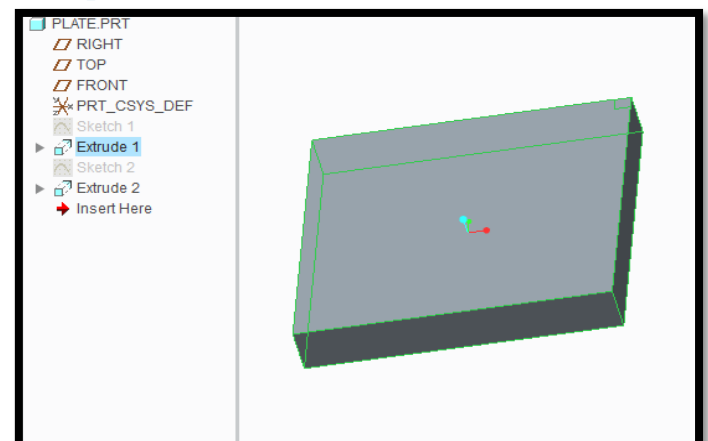 PLATE.PRT
RIGHT
TOP
FRONT
PRT_CSYS_DEF
Sketch 1
Extrude 1
Sketch 2
Extrude 2
Insert Here